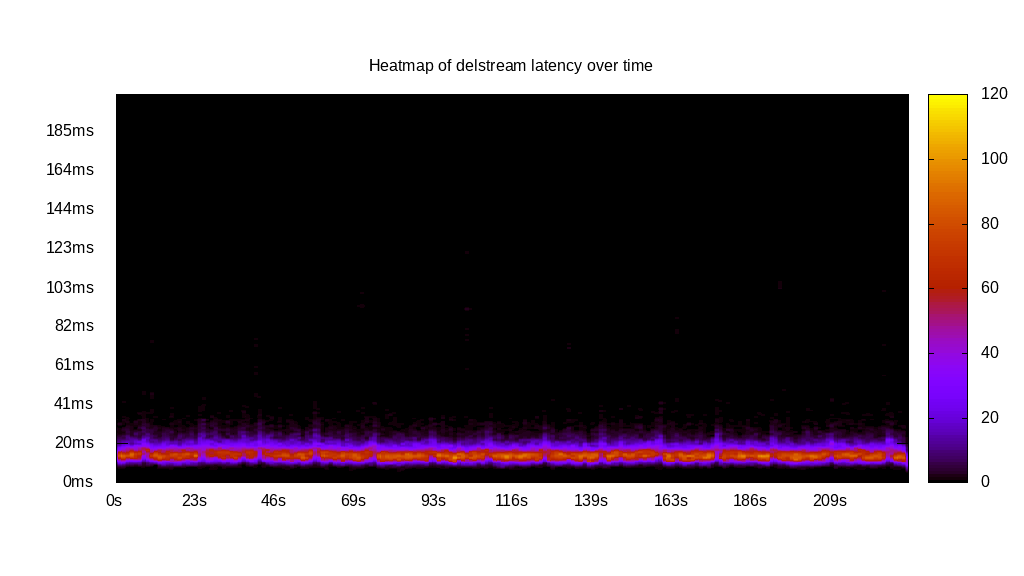 Heatmap of delstream latency over time
185ms
164ms
144ms
123ms
103ms
82ms
61ms
41ms
20ms
0ms
0s 23s 46s 69s 93s 116s 139s 163s 186s 209s
120
100
80
60
40
20
0